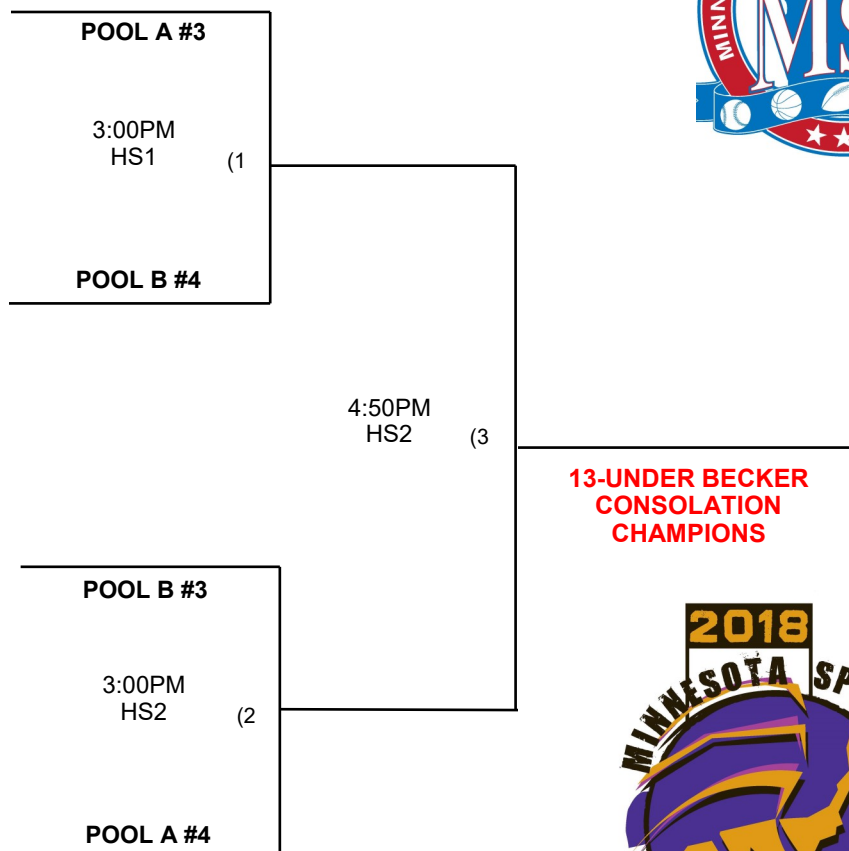 POOL A #3
3:00PM
HS1
(1
POOL B #4
4:50PM
HS2
(3
13-UNDER BECKER
CONSOLATION
CHAMPIONS
POOL B #3
3:00PM
HS2
(2
POOL A #4
2018
MINNESOTA